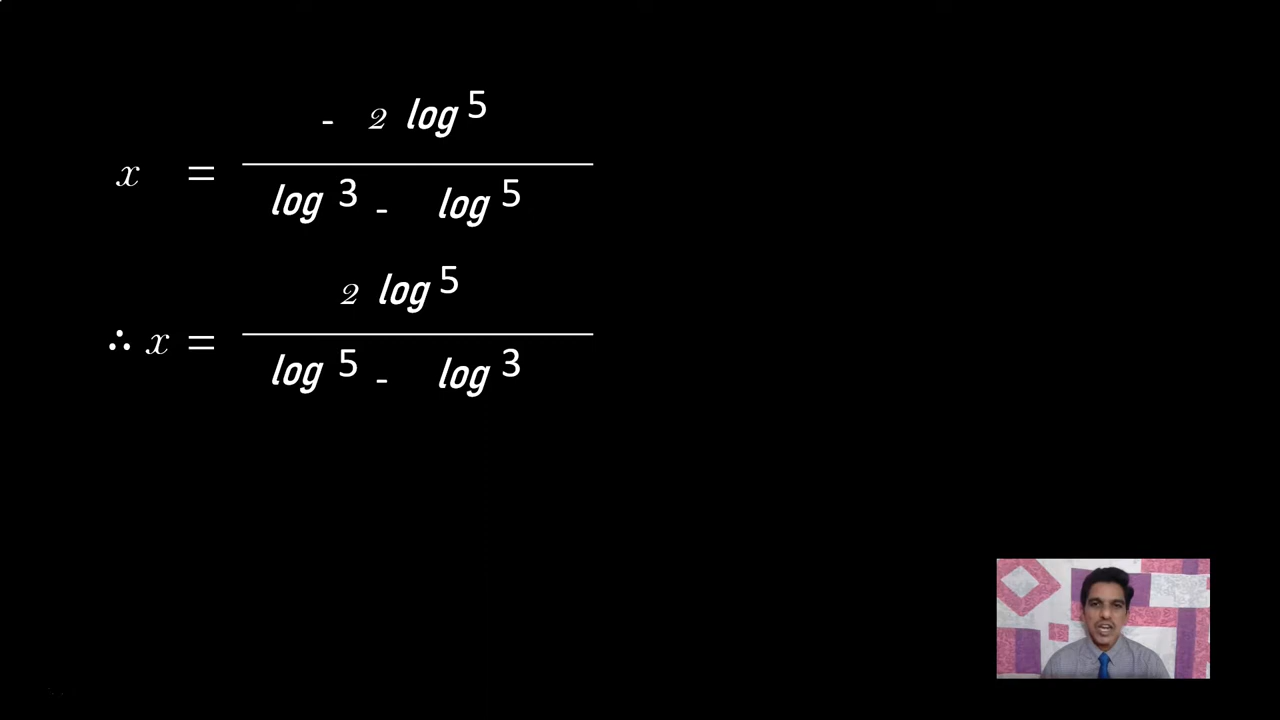 - 2 log 5
x = ―――――
log 3 - log 5
2 log 5
∴ x = ―――――
log 5 - log 3